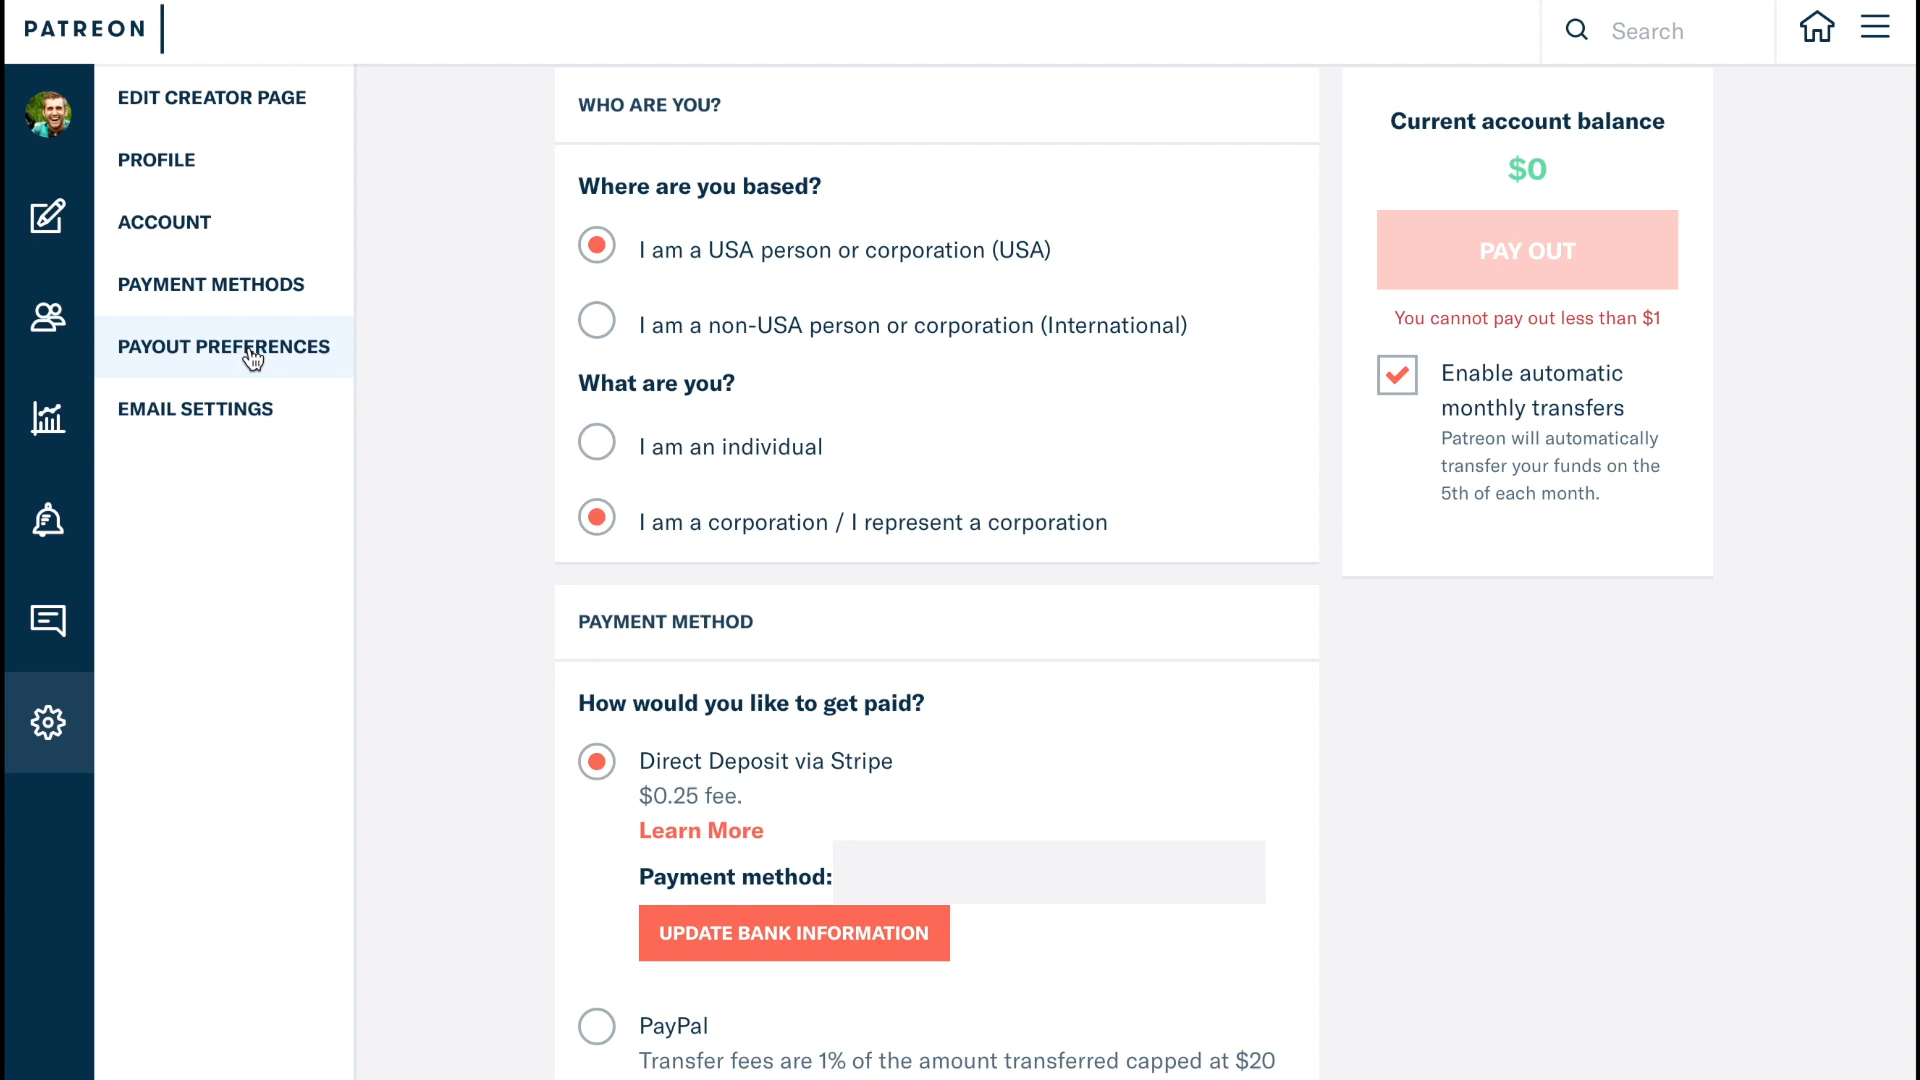 PATREON
Search
EDIT CREATOR PAGE
PROFILE
ACCOUNT
PAYMENT METHODS
PAYOUT PREFERENCES
EMAIL SETTINGS
WHO ARE YOU?
Where are you based?
I am a USA person or corporation (USA)
I am a non-USA person or corporation (International)
What are you?
I am an individual
I am a corporation / I represent a corporation
PAYMENT METHOD
How would you like to get paid?
Direct Deposit via Stripe
$0.25 fee.
Learn More
Payment method:
UPDATE BANK INFORMATION
PayPal
Transfer fees are 1% of the amount transferred capped at $20
Current account balance
$0
PAY OUT
You cannot pay out less than $1
Enable automatic
monthly transfers
Patreon will automatically
transfer your funds on the
5th of each month.